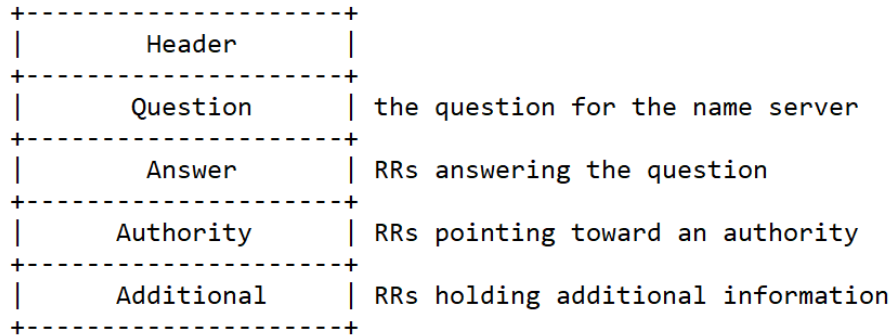 +---------------------+
|        Header       |
+---------------------+
|       Question      | the question for the name server
+---------------------+
|        Answer       | RRs answering the question
+---------------------+
|      Authority      | RRs pointing toward an authority
+---------------------+
|      Additional     | RRs holding additional information
+---------------------+